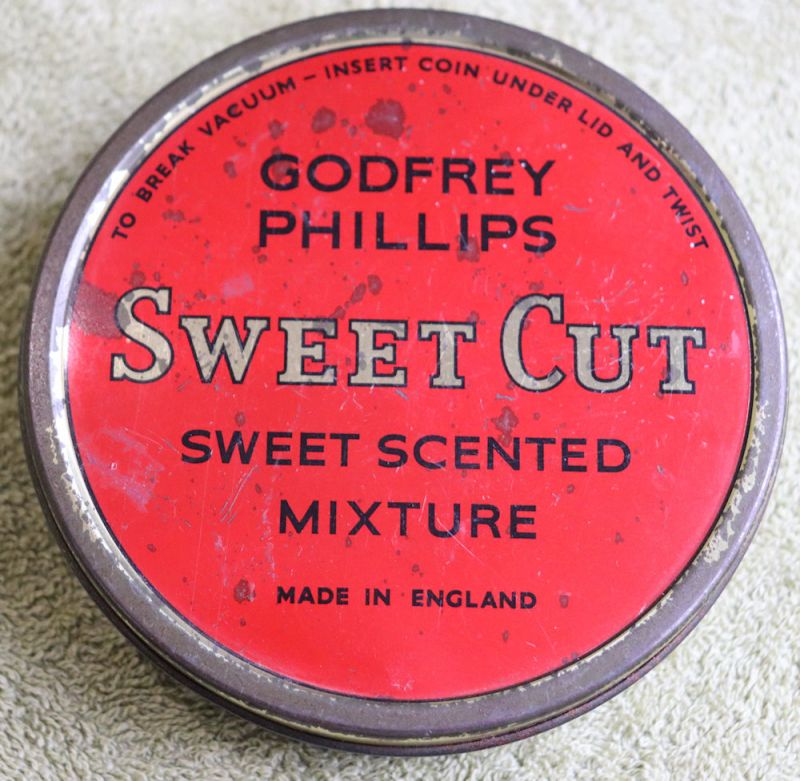 TO BREAK VACUUM - INSERT COIN UNDER LID AND TWIST
GODFREY
PHILLIPS
SWEET CUT
SWEET SCENTED
MIXTURE
MADE IN ENGLAND